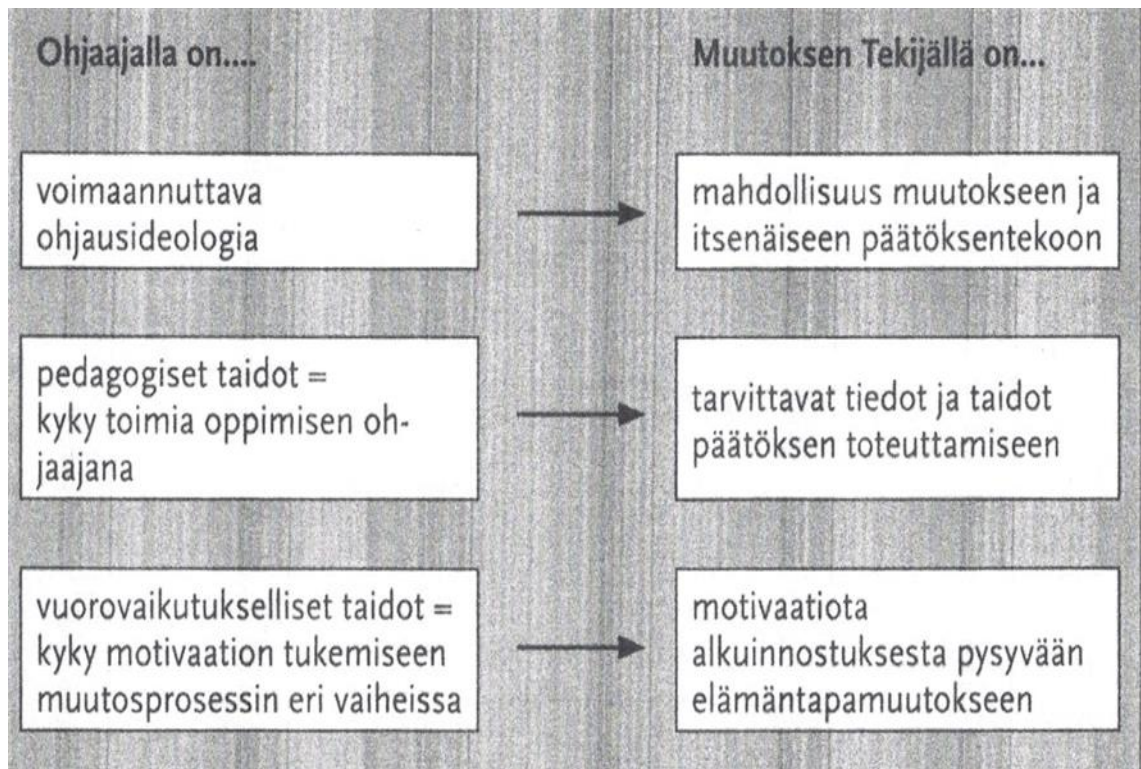 Ohjaajalla on....
Muutoksen Tekijällä on...
voimaannuttava
ohjausideologia
mahdollisuus muutokseen ja
itsenäiseen päätöksentekoon
pedagogiset taidot =
kyky toimia oppimisen oh-
jaajana
tarvittavat tiedot ja taidot
päätöksen toteuttamiseen
vuorovaikutukselliset taidot =
kyky motivaation tukemiseen
muutosprosessin eri vaiheissa
motivaatiota
alkuinnostuksesta pysyvään
elämäntapamuutokseen